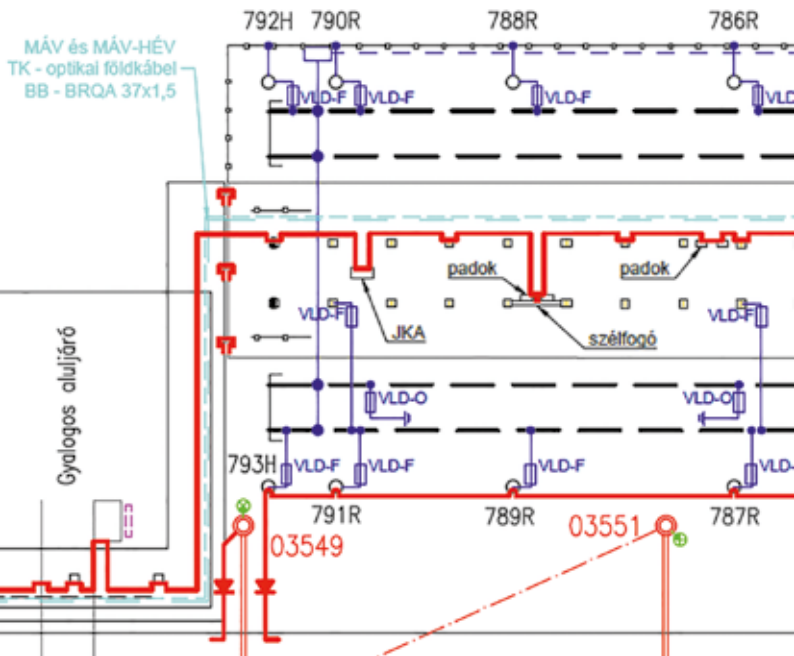 792H 790R 788R 786R
MÁV és MÁV-HÉV
TK - optikai földkábel
BB - BRQA 37x1,5
VLD-F VLD-F VLD-F VLD-F
padok padok
VLD-F JKA szélfogó VLD-F
Gyalogos aluljáró
VLD-O VLD-O
793H VLD-F VLD-F VLD-F VLD-
791R 789R 787R
03549 03551